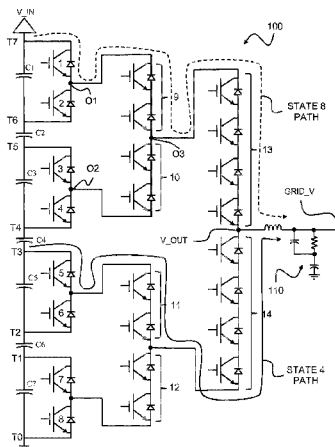 V_IN
100
T7
C1
1
O1
2
9
T6
C2
T5
O2
O3
STATE 8
PATH
13
C3
3
10
4
T4
GRID_V
C4
V_OUT
T3
C5
5
11
110
6
14
T2
C6
T1
12
STATE 4
PATH
C7
7
8
T0